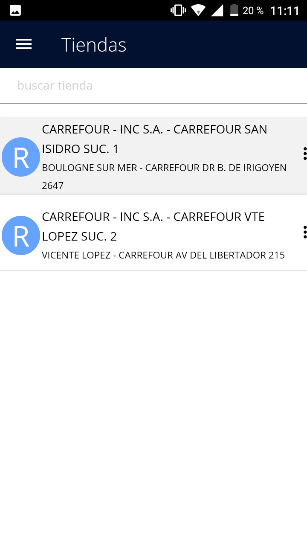 20 % 11:11
Tiendas
buscar tienda
R
CARREFOUR - INC S.A. - CARREFOUR SAN
ISIDRO SUC. 1
BOULOGNE SUR MER - CARREFOUR DR B. DE IRIGOYEN
2647
R
CARREFOUR - INC S.A. - CARREFOUR VTE
LOPEZ SUC. 2
VICENTE LOPEZ - CARREFOUR AV DEL LIBERTADOR 215